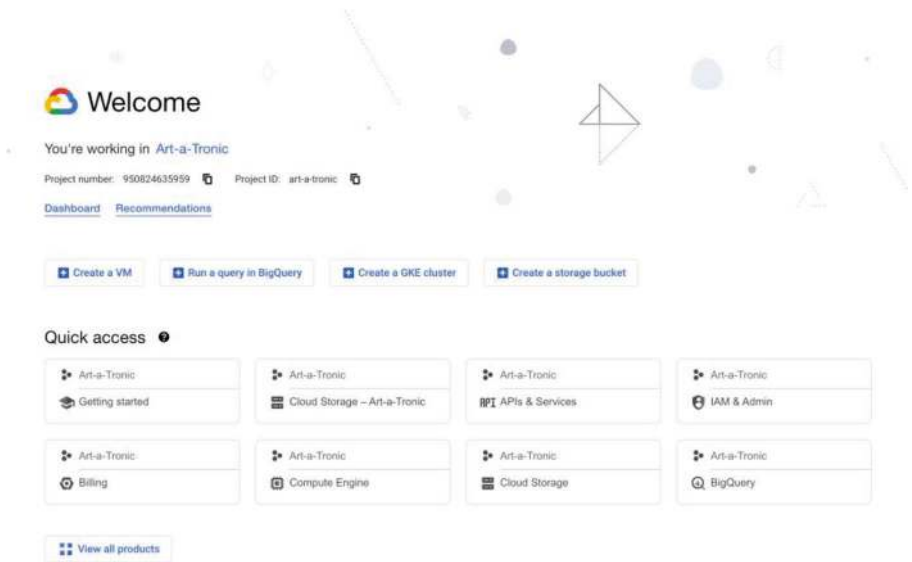 Welcome
You're working in Art-a-Tronic
Project number: 950824635959 Project ID: art-a-tronic
Dashboard Recommendations
Create a VM Run a query in BigQuery Create a GKE cluster Create a storage bucket
Quick access
Art-a-Tronic Art-a-Tronic Art-a-Tronic Art-a-Tronic
Getting started Cloud Storage – Art-a-Tronic API APIs & Services IAM & Admin
Art-a-Tronic Art-a-Tronic Art-a-Tronic Art-a-Tronic
Billing Compute Engine Cloud Storage BigQuery
View all products